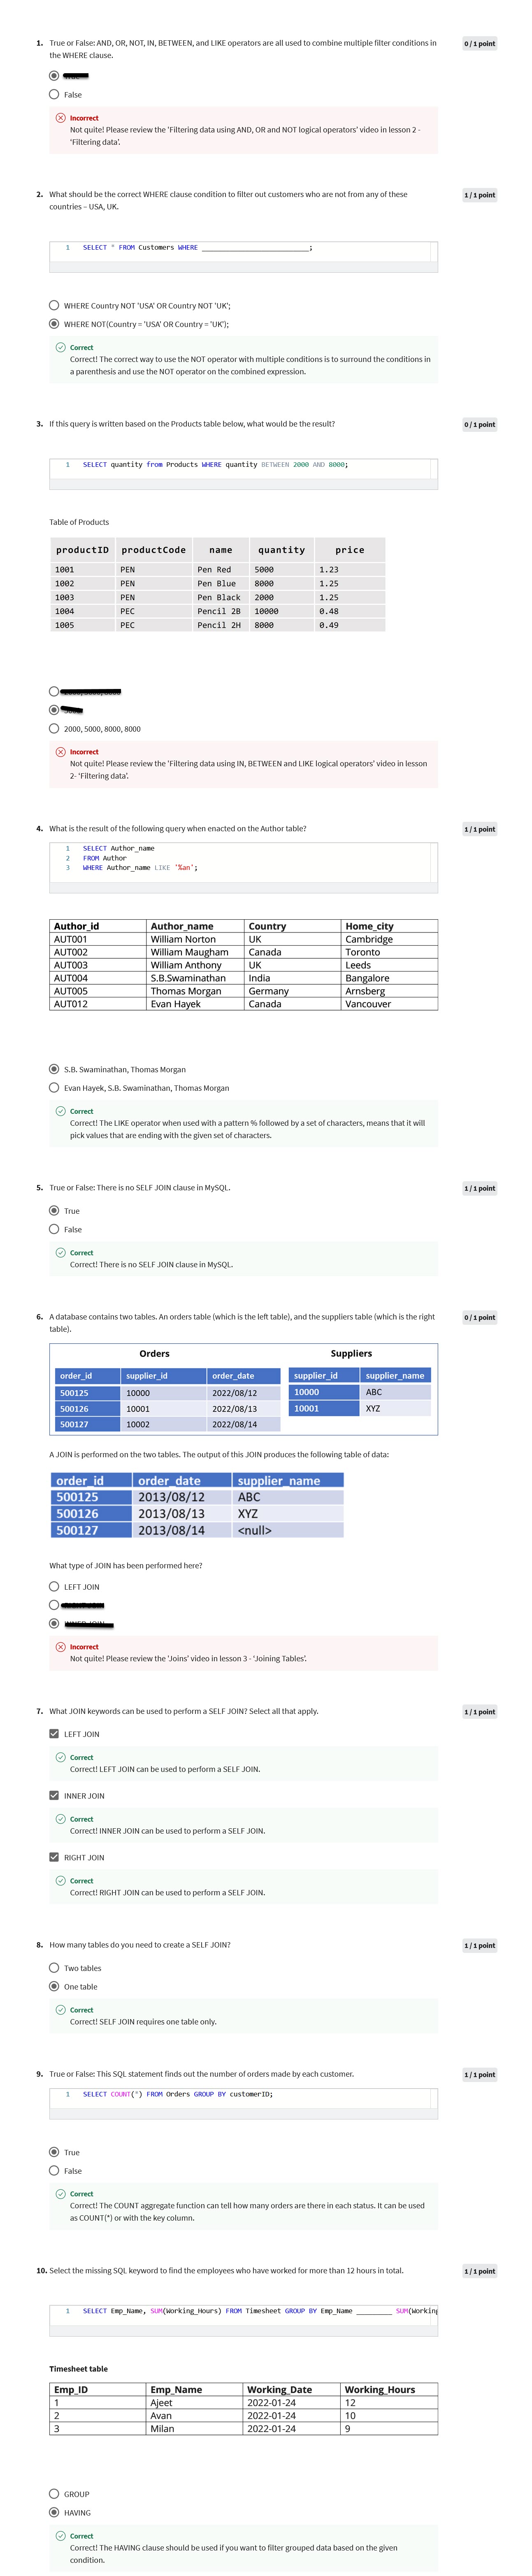 1. True or False: AND, OR, NOT, IN, BETWEEN, and LIKE operators are all used to combine multiple filter conditions in
the WHERE clause.
0 / 1 point
False
Incorrect
Not quite! Please review the 'Filtering data using AND, OR and NOT logical operators' video in lesson 2 -
'Filtering data'.
2. What should be the correct WHERE clause condition to filter out customers who are not from any of these
countries – USA, UK.
1 / 1 point
1 SELECT * FROM Customers WHERE ___________________________;
WHERE Country NOT 'USA' OR Country NOT 'UK';
WHERE NOT(Country = 'USA' OR Country = 'UK');
Correct
Correct! The correct way to use the NOT operator with multiple conditions is to surround the conditions in
a parenthesis and use the NOT operator on the combined expression.
3. If this query is written based on the Products table below, what would be the result?
0 / 1 point
1 SELECT quantity from Products WHERE quantity BETWEEN 2000 AND 8000;
Table of Products
productID productCode name quantity price
1001 PEN Pen Red 5000 1.23
1002 PEN Pen Blue 8000 1.25
1003 PEN Pen Black 2000 1.25
1004 PEC Pencil 2B 10000 0.48
1005 PEC Pencil 2H 8000 0.49
2000, 5000, 8000, 8000
Incorrect
Not quite! Please review the 'Filtering data using IN, BETWEEN and LIKE logical operators' video in lesson
2- 'Filtering data'.
4. What is the result of the following query when enacted on the Author table?
1 / 1 point
1 SELECT Author_name
2 FROM Author
3 WHERE Author_name LIKE '%an';
Author_id Author_name Country Home_city
AUT001 William Norton UK Cambridge
AUT002 William Maugham Canada Toronto
AUT003 William Anthony UK Leeds
AUT004 S.B.Swaminathan India Bangalore
AUT005 Thomas Morgan Germany Arnsberg
AUT012 Evan Hayek Canada Vancouver
S.B. Swaminathan, Thomas Morgan
Evan Hayek, S.B. Swaminathan, Thomas Morgan
Correct
Correct! The LIKE operator when used with a pattern % followed by a set of characters, means that it will
pick values that are ending with the given set of characters.
5. True or False: There is no SELF JOIN clause in MySQL.
1 / 1 point
True
False
Correct
Correct! There is no SELF JOIN clause in MySQL.
6. A database contains two tables. An orders table (which is the left table), and the suppliers table (which is the right
table).
0 / 1 point
Orders Suppliers
order_id supplier_id order_date supplier_id supplier_name
500125 10000 2022/08/12 10000 ABC
500126 10001 2022/08/13 10001 XYZ
500127 10002 2022/08/14
A JOIN is performed on the two tables. The output of this JOIN produces the following table of data:
order_id order_date supplier_name
500125 2013/08/12 ABC
500126 2013/08/13 XYZ
500127 2013/08/14 <null>
What type of JOIN has been performed here?
LEFT JOIN
Incorrect
Not quite! Please review the 'Joins' video in lesson 3 - 'Joining Tables'.
7. What JOIN keywords can be used to perform a SELF JOIN? Select all that apply.
1 / 1 point
LEFT JOIN
Correct
Correct! LEFT JOIN can be used to perform a SELF JOIN.
INNER JOIN
Correct
Correct! INNER JOIN can be used to perform a SELF JOIN.
RIGHT JOIN
Correct
Correct! RIGHT JOIN can be used to perform a SELF JOIN.
8. How many tables do you need to create a SELF JOIN?
1 / 1 point
Two tables
One table
Correct
Correct! SELF JOIN requires one table only.
9. True or False: This SQL statement finds out the number of orders made by each customer.
1 / 1 point
1 SELECT COUNT(*) FROM Orders GROUP BY customerID;
True
False
Correct
Correct! The COUNT aggregate function can tell how many orders are there in each status. It can be used
as COUNT(*) or with the key column.
10. Select the missing SQL keyword to find the employees who have worked for more than 12 hours in total.
1 / 1 point
1 SELECT Emp_Name, SUM(Working_Hours) FROM Timesheet GROUP BY Emp_Name _________ SUM(Working
Timesheet table
Emp_ID Emp_Name Working_Date Working_Hours
1 Ajeet 2022-01-24 12
2 Avan 2022-01-24 10
3 Milan 2022-01-24 9
GROUP
HAVING
Correct
Correct! The HAVING clause should be used if you want to filter grouped data based on the given
condition.